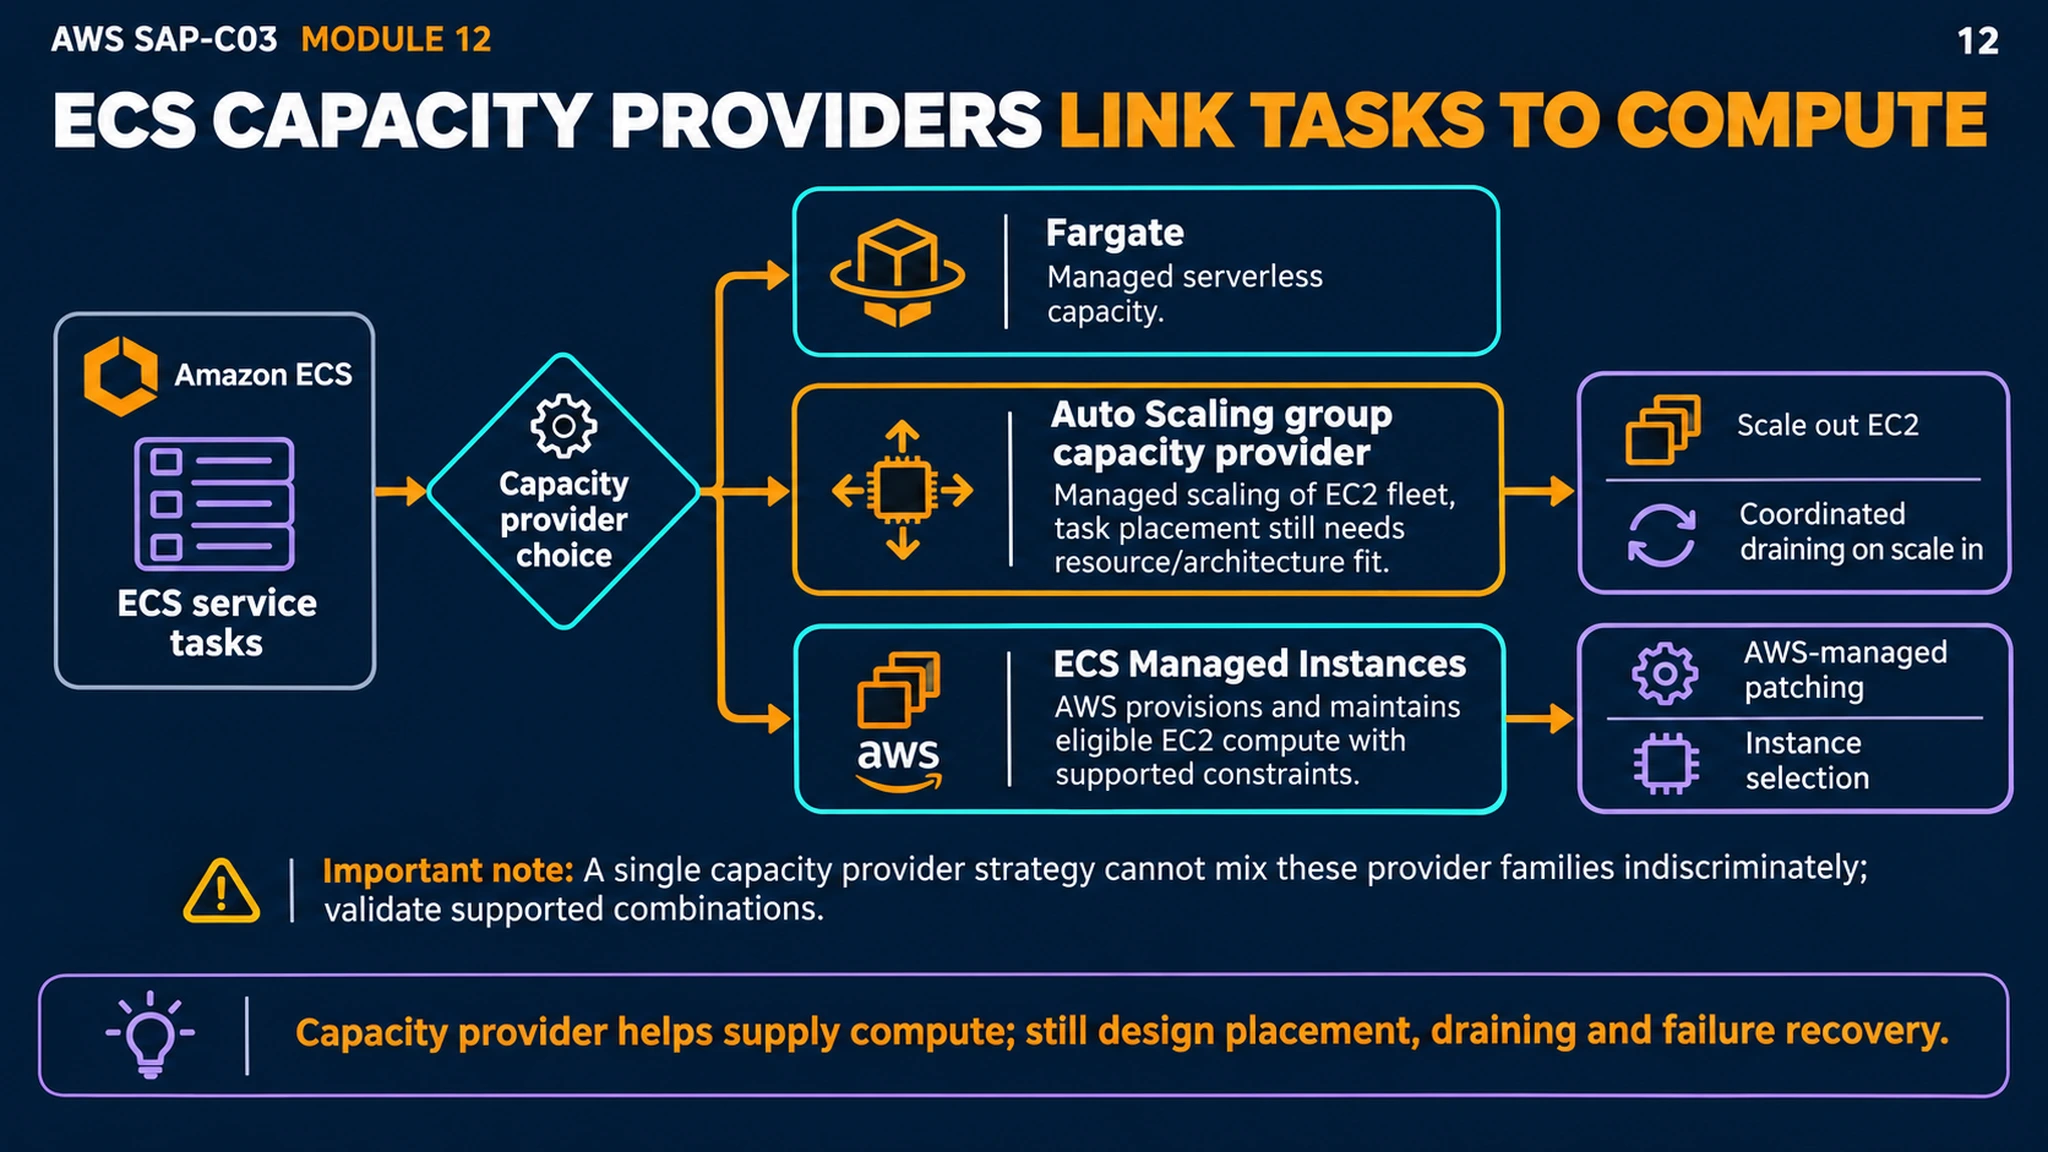 AWS SAP-C03 MODULE 12
12
ECS CAPACITY PROVIDERS LINK TASKS TO COMPUTE
Amazon ECS
ECS service
tasks
Capacity
provider
choice
Fargate
Managed serverless
capacity.
Auto Scaling group
capacity provider
Managed scaling of EC2 fleet,
task placement still needs
resource/architecture fit.
Scale out EC2
Coordinated
draining on scale in
aws
ECS Managed Instances
AWS provisions and maintains
eligible EC2 compute with
supported constraints.
AWS-managed
patching
Instance
selection
Important note: A single capacity provider strategy cannot mix these provider families indiscriminately;
validate supported combinations.
Capacity provider helps supply compute; still design placement, draining and failure recovery.